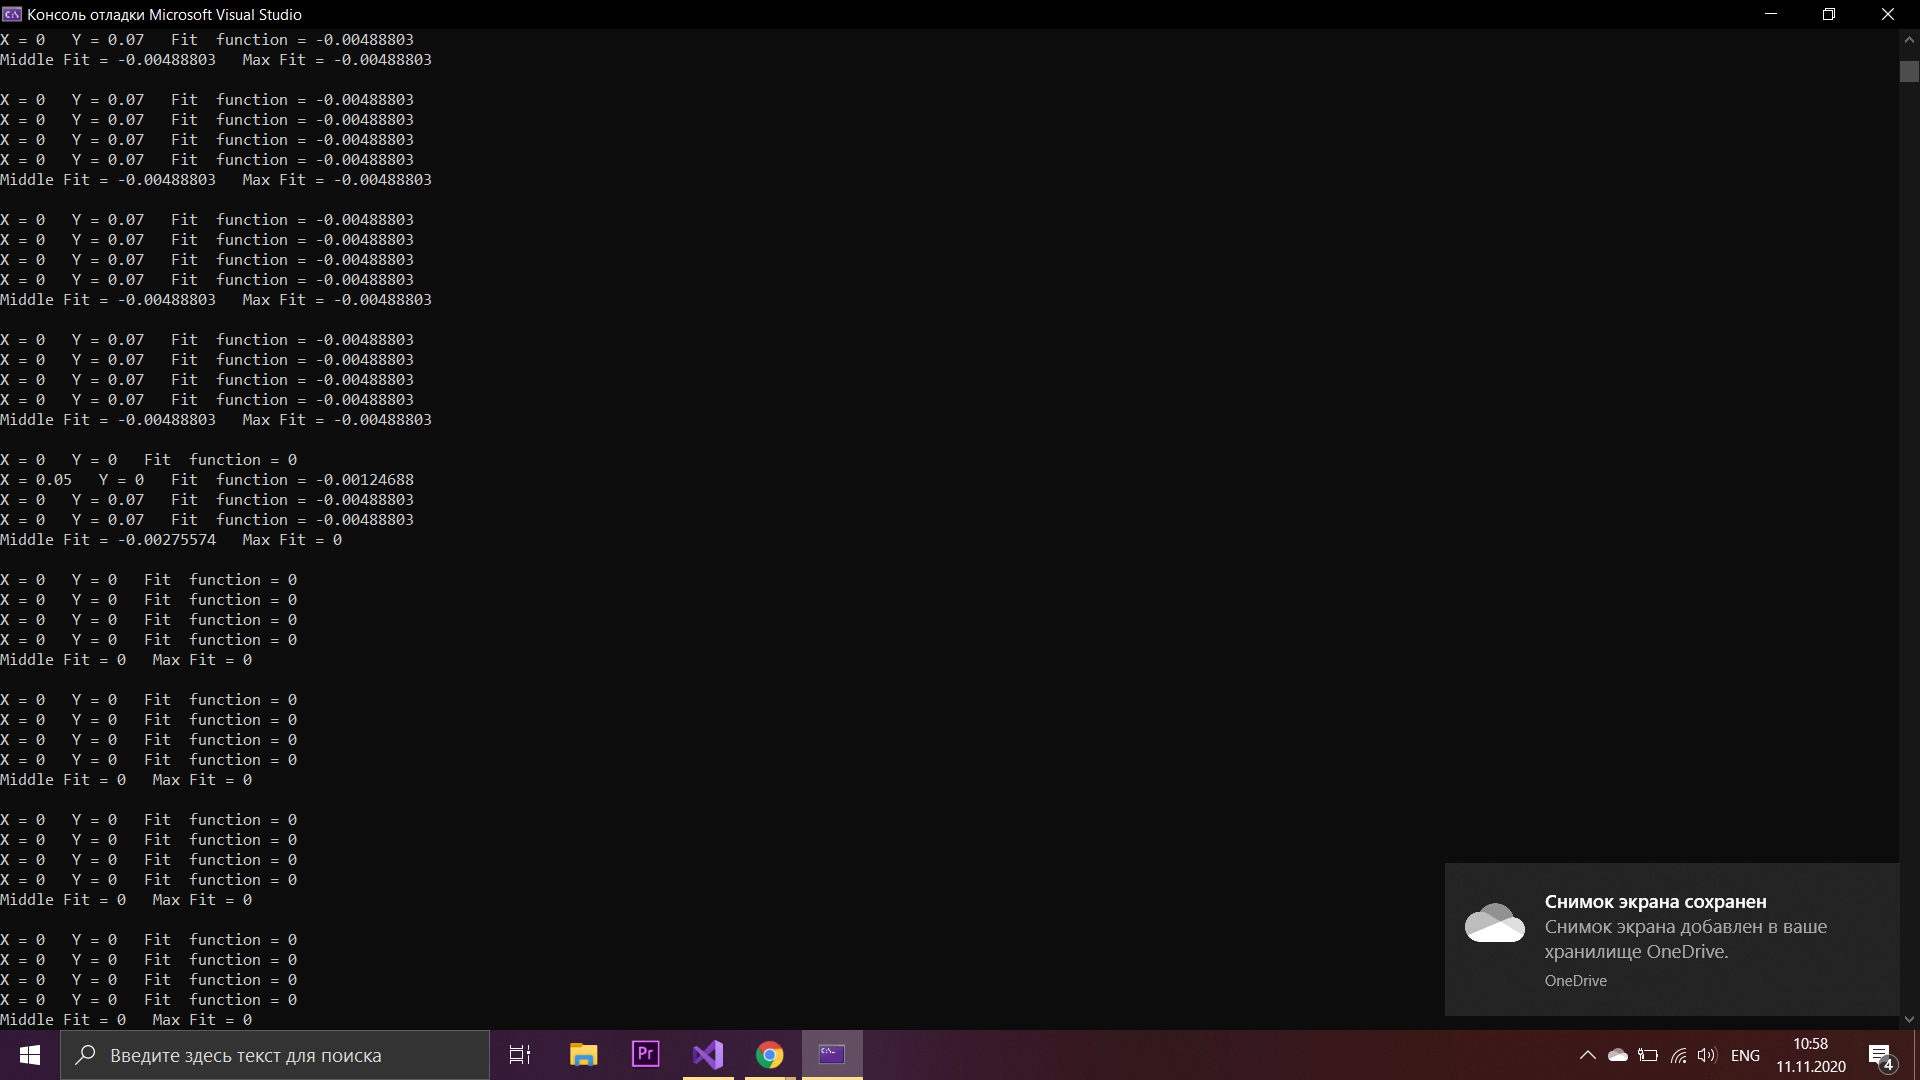 Консоль отладки Microsoft Visual Studio
X = 0   Y = 0.07   Fit  function = -0.00488803
Middle Fit = -0.00488803   Max Fit = -0.00488803
X = 0   Y = 0.07   Fit  function = -0.00488803
X = 0   Y = 0.07   Fit  function = -0.00488803
X = 0   Y = 0.07   Fit  function = -0.00488803
X = 0   Y = 0.07   Fit  function = -0.00488803
Middle Fit = -0.00488803   Max Fit = -0.00488803
X = 0   Y = 0.07   Fit  function = -0.00488803
X = 0   Y = 0.07   Fit  function = -0.00488803
X = 0   Y = 0.07   Fit  function = -0.00488803
X = 0   Y = 0.07   Fit  function = -0.00488803
Middle Fit = -0.00488803   Max Fit = -0.00488803
X = 0   Y = 0.07   Fit  function = -0.00488803
X = 0   Y = 0.07   Fit  function = -0.00488803
X = 0   Y = 0.07   Fit  function = -0.00488803
X = 0   Y = 0.07   Fit  function = -0.00488803
Middle Fit = -0.00488803   Max Fit = -0.00488803
X = 0   Y = 0   Fit  function = 0
X = 0.05   Y = 0   Fit  function = -0.00124688
X = 0   Y = 0.07   Fit  function = -0.00488803
X = 0   Y = 0.07   Fit  function = -0.00488803
Middle Fit = -0.00275574   Max Fit = 0
X = 0   Y = 0   Fit  function = 0
X = 0   Y = 0   Fit  function = 0
X = 0   Y = 0   Fit  function = 0
X = 0   Y = 0   Fit  function = 0
Middle Fit = 0   Max Fit = 0
X = 0   Y = 0   Fit  function = 0
X = 0   Y = 0   Fit  function = 0
X = 0   Y = 0   Fit  function = 0
X = 0   Y = 0   Fit  function = 0
Middle Fit = 0   Max Fit = 0
X = 0   Y = 0   Fit  function = 0
X = 0   Y = 0   Fit  function = 0
X = 0   Y = 0   Fit  function = 0
X = 0   Y = 0   Fit  function = 0
Middle Fit = 0   Max Fit = 0
X = 0   Y = 0   Fit  function = 0
X = 0   Y = 0   Fit  function = 0
X = 0   Y = 0   Fit  function = 0
X = 0   Y = 0   Fit  function = 0
Middle Fit = 0   Max Fit = 0
Снимок экрана сохранен
Снимок экрана добавлен в ваше
хранилище OneDrive.
OneDrive
Введите здесь текст для поиска
Pr
C:\
ENG
10:58
11.11.2020
4